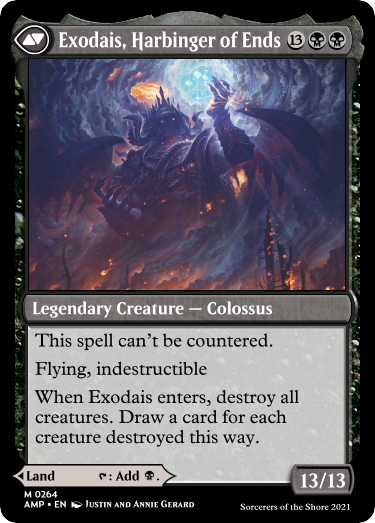 Exodais, Harbinger of Ends 13
Legendary Creature — Colossus
This spell can't be countered.
Flying, indestructible
When Exodais enters, destroy all
creatures. Draw a card for each
creature destroyed this way.
Land : Add .
13/13
M 0264
AMP • EN Justin and Annie Gerard
Sorcerers of the Shore 2021